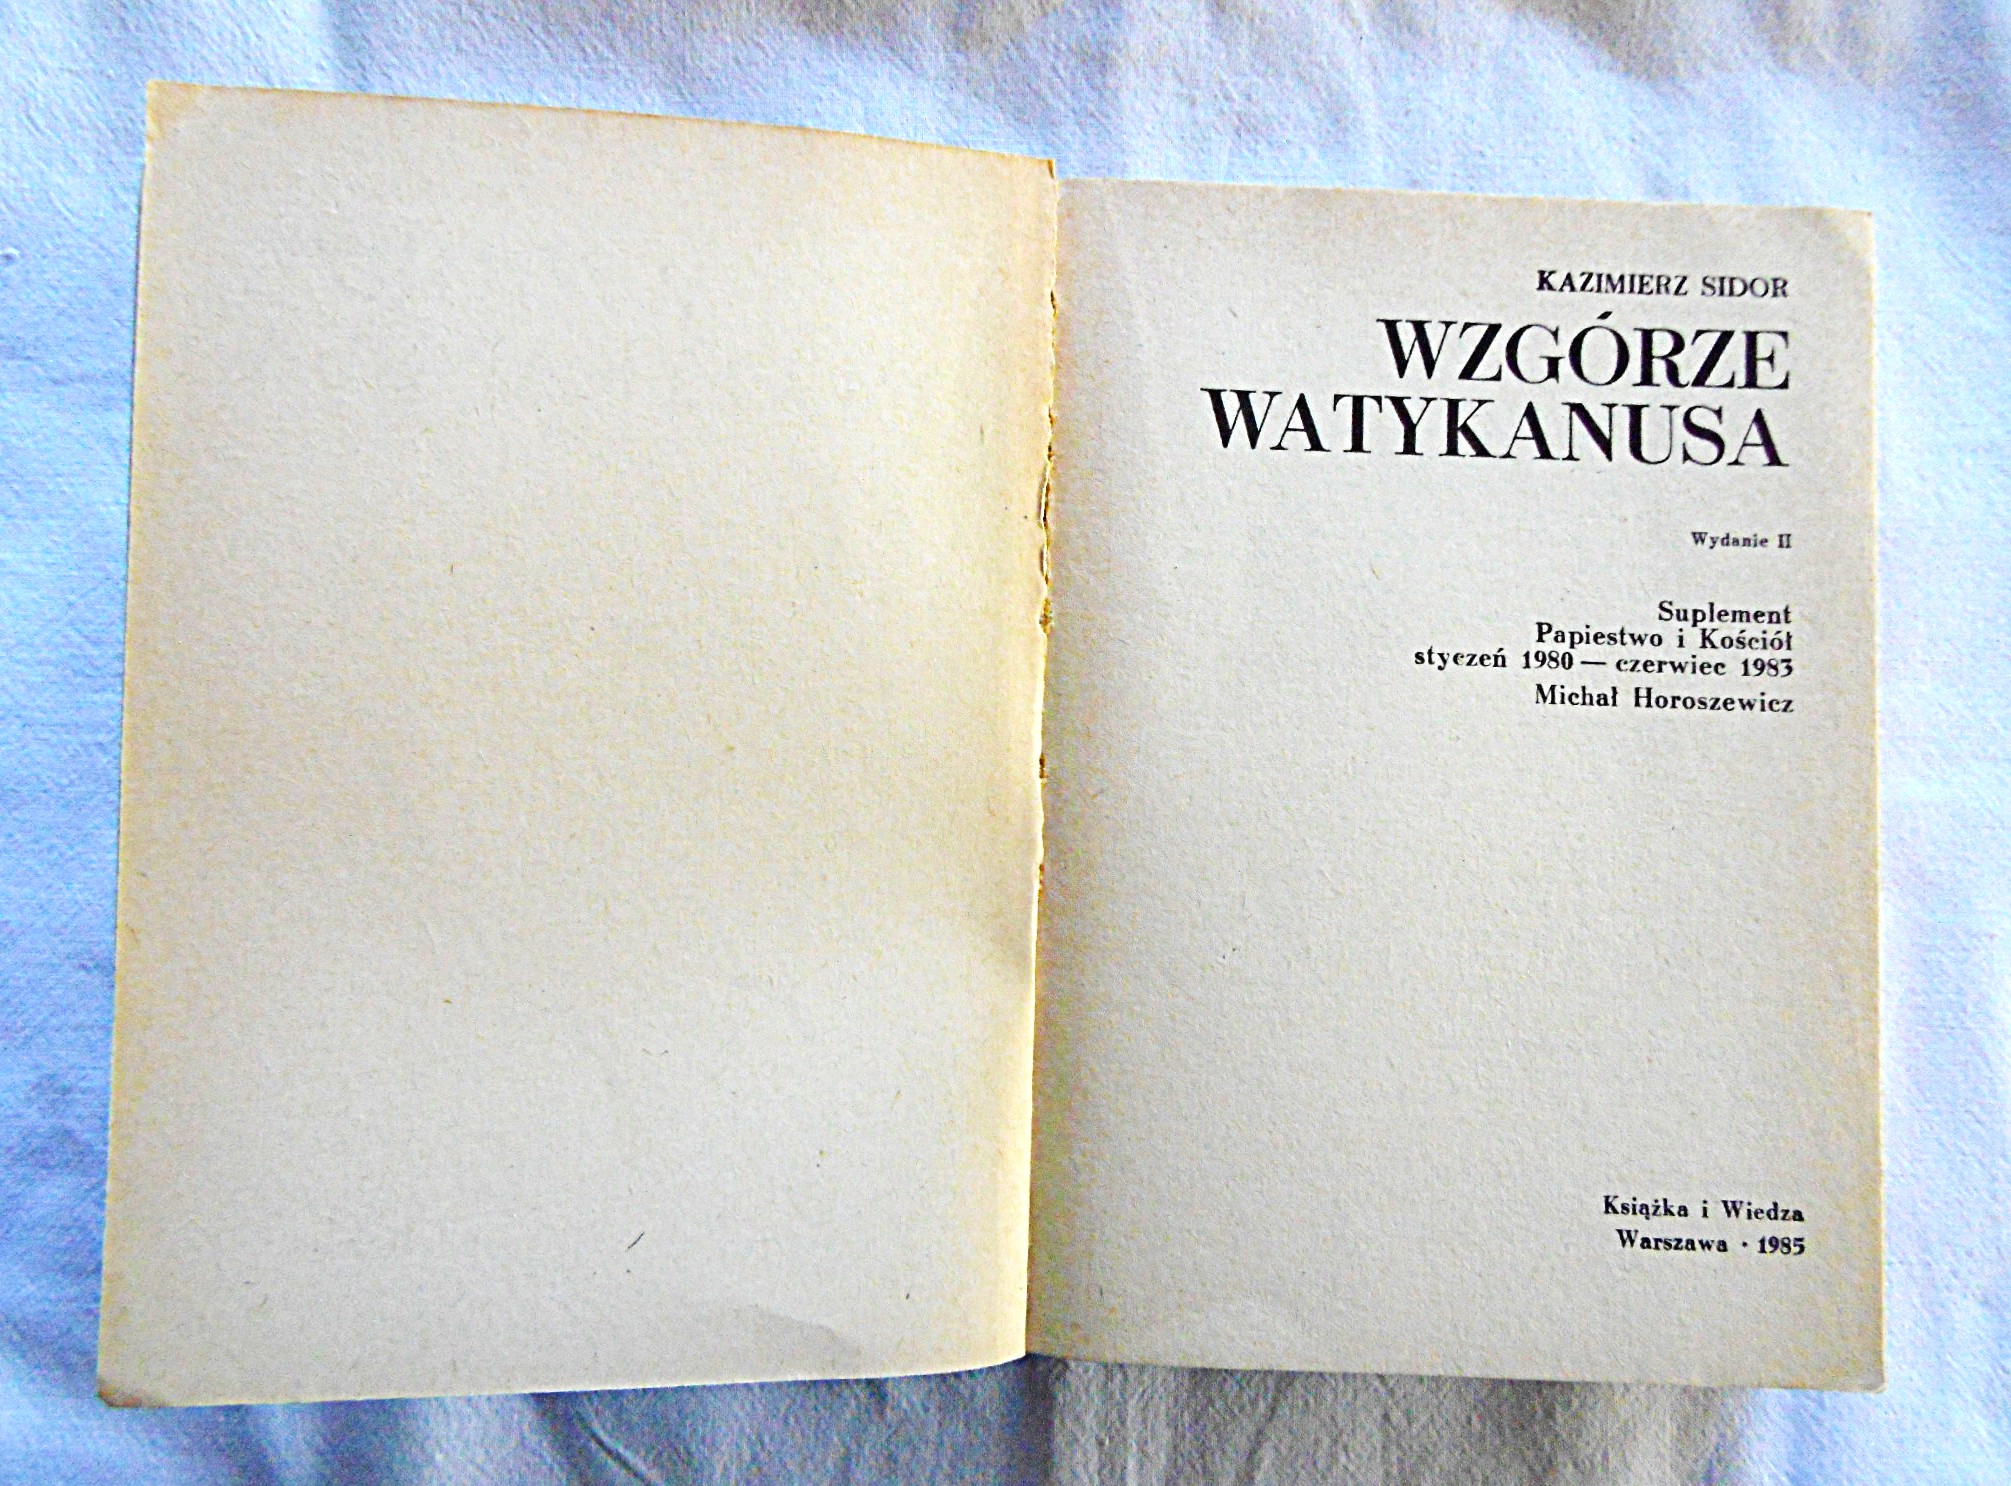 KAZIMIERZ SIDOR
WZGÓRZE
WATYKANUSA
Wydanie II
Suplement
Papiestwo i Kościół
styczeń 1980 — czerwiec 1983
Michał Horoszewicz
Książka i Wiedza
Warszawa • 1985